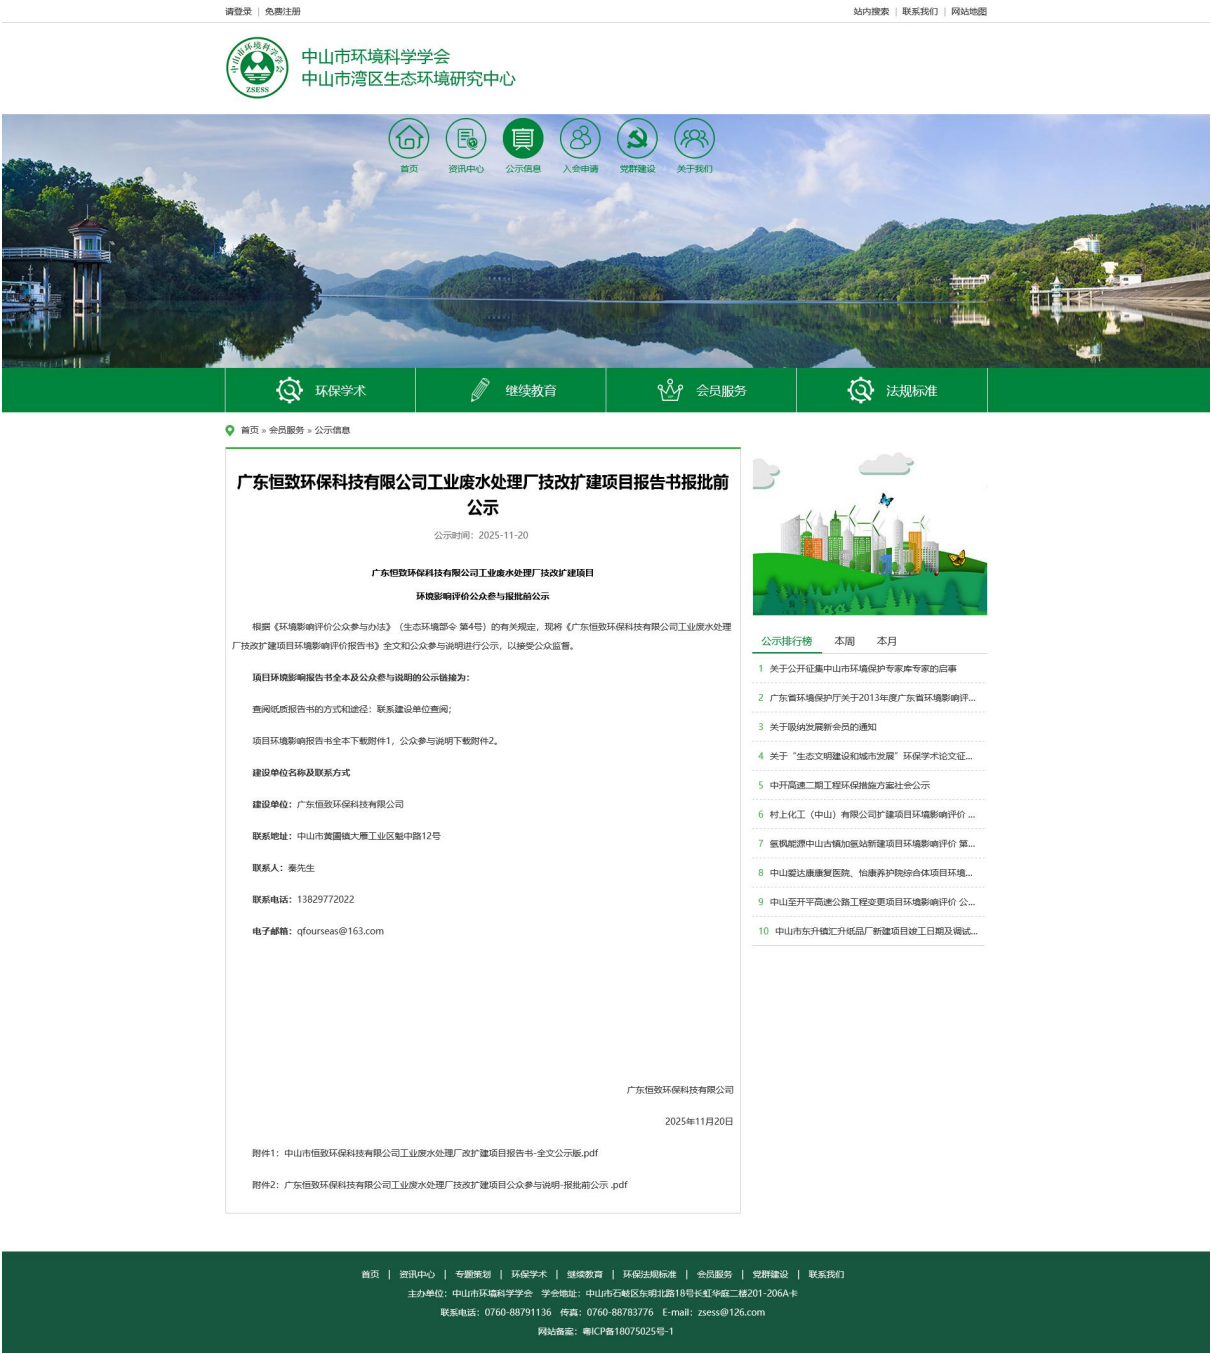 请登录 | 免费注册
站内搜索 | 联系我们 | 网站地图
中山市环境科学学会
中山市湾区生态环境研究中心
中山市环境科学学会
ZSESS
首页 资讯中心 公示信息 入会申请 党群建设 关于我们
环保学术 继续教育 会员服务 法规标准
首页 » 会员服务 » 公示信息
广东恒致环保科技有限公司工业废水处理厂技改扩建项目报告书报批前
公示
公示时间：2025-11-20
广东恒致环保科技有限公司工业废水处理厂技改扩建项目
环境影响评价公众参与报批前公示
根据《环境影响评价公众参与办法》（生态环境部令 第4号）的有关规定，现将《广东恒致环保科技有限公司工业废水处理
厂技改扩建项目环境影响评价报告书》全文和公众参与说明进行公示，以接受公众监督。
项目环境影响报告书全本及公众参与说明的公示链接为：
查阅纸质报告书的方式和途径：联系建设单位查阅；
项目环境影响报告书全本下载附件1，公众参与说明下载附件2。
建设单位名称及联系方式
建设单位：广东恒致环保科技有限公司
联系地址：中山市黄圃镇大雁工业区魁中路12号
联系人：秦先生
联系电话：13829772022
电子邮箱：qfourseas@163.com
广东恒致环保科技有限公司
2025年11月20日
附件1：中山市恒致环保科技有限公司工业废水处理厂改扩建项目报告书-全文公示版.pdf
附件2：广东恒致环保科技有限公司工业废水处理厂技改扩建项目公众参与说明-报批前公示 .pdf
公示排行榜 本周 本月
1 关于公开征集中山市环境保护专家库专家的启事
2 广东省环境保护厅关于2013年度广东省环境影响评...
3 关于吸纳发展新会员的通知
4 关于“生态文明建设和城市发展”环保学术论文征...
5 中开高速二期工程环保措施方案社会公示
6 村上化工（中山）有限公司扩建项目环境影响评价 ...
7 氢枫能源中山古镇加氢站新建项目环境影响评价 第...
8 中山爱达康康复医院、怡康养护院综合体项目环境...
9 中山至开平高速公路工程变更项目环境影响评价 公...
10 中山市东升镇汇升纸品厂新建项目竣工日期及调试...
首页 | 资讯中心 | 专题策划 | 环保学术 | 继续教育 | 环保法规标准 | 会员服务 | 党群建设 | 联系我们
主办单位：中山市环境科学学会 学会地址：中山市石岐区东明北路18号长虹华庭二楼201-206A卡
联系电话：0760-88791136 传真：0760-88783776 E-mail：zsess@126.com
网站备案：粤ICP备18075025号-1